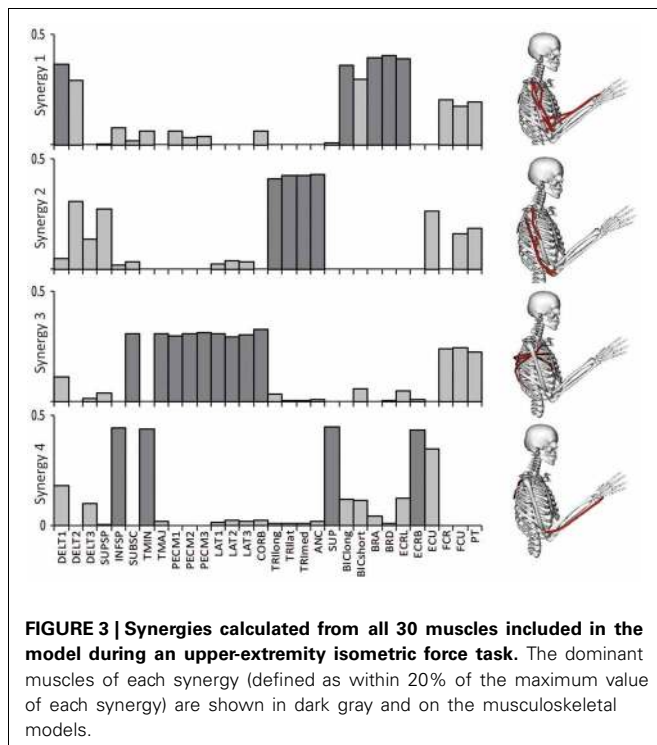 0.5
Synergy 1
0.5
Synergy 2
0.5
Synergy 3
0.5
Synergy 4
0
DELT1
DELT2
DELT3
SUPSP
INFSP
SUBSC
TMIN
TMAJ
PECM1
PECM2
PECM3
LAT1
LAT2
LAT3
CORB
TRIlong
TRIlat
TRImed
ANC
SUP
BIClong
BICshort
BRA
BRD
ECRL
ECRB
ECU
FCR
FCU
PT
FIGURE 3 | Synergies calculated from all 30 muscles included in the
model during an upper-extremity isometric force task. The dominant
muscles of each synergy (defined as within 20% of the maximum value
of each synergy) are shown in dark gray and on the musculoskeletal
models.